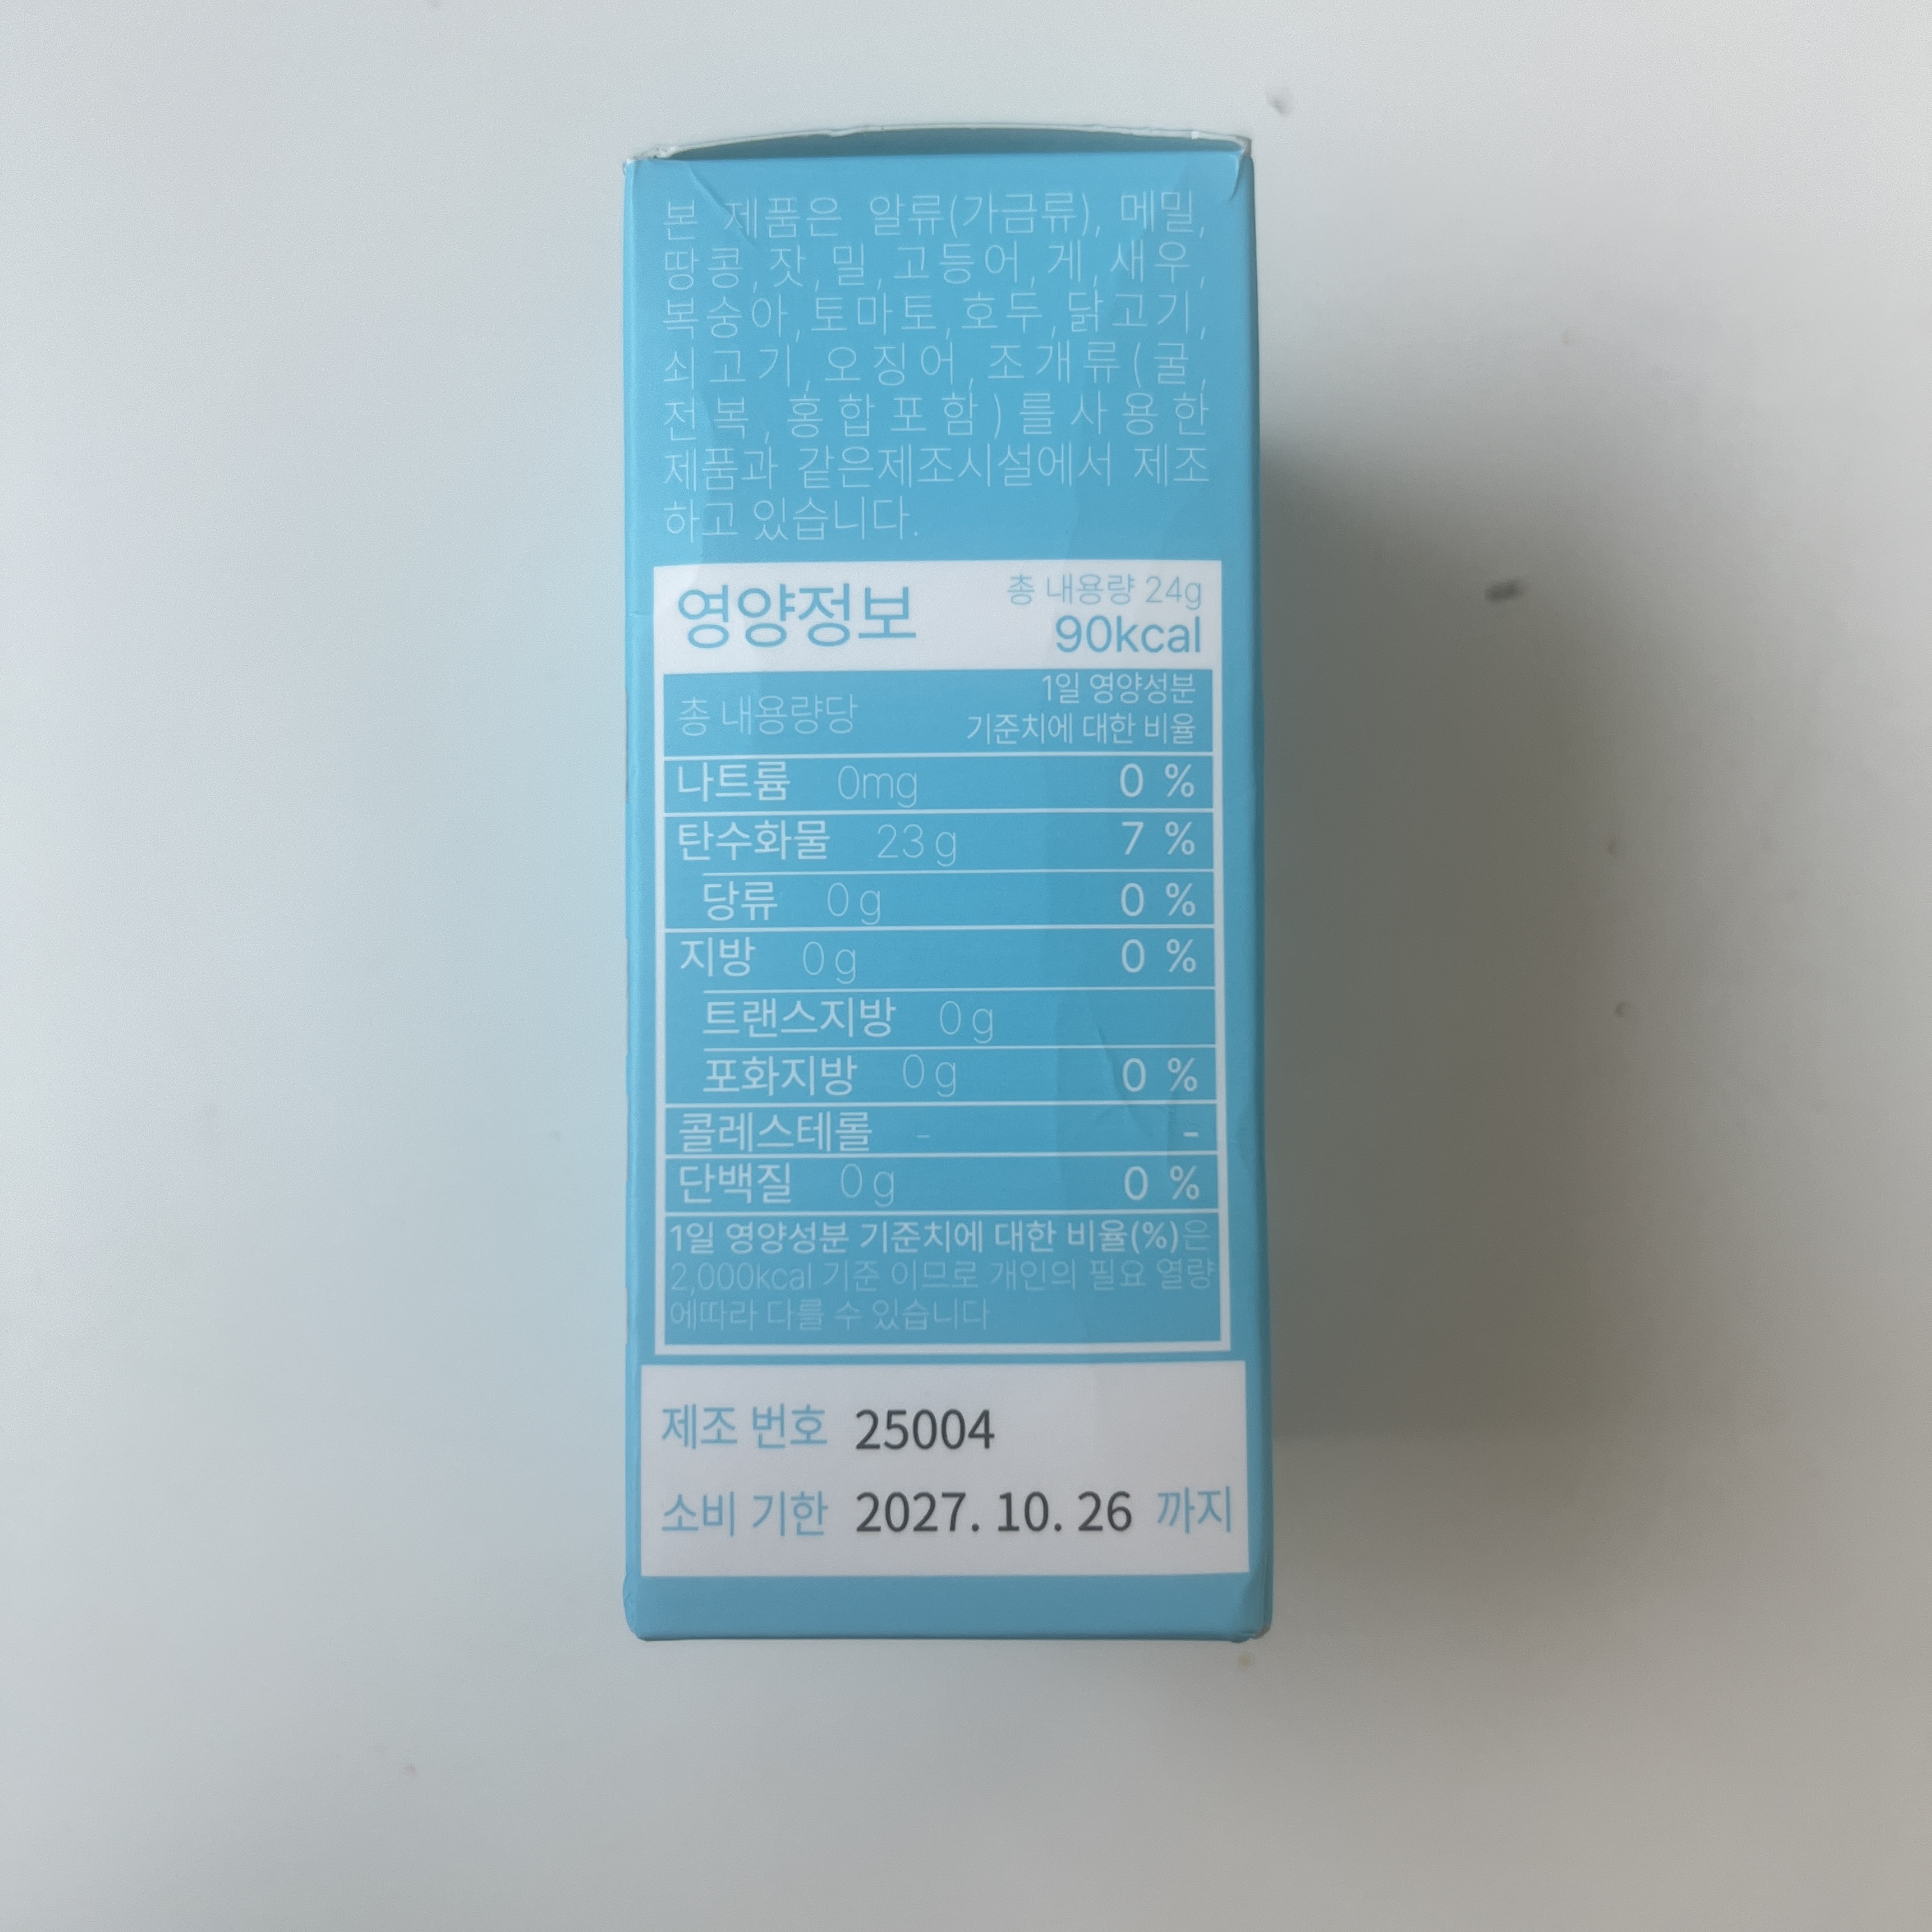 본 제품은 알류(가금류), 메밀,
땅콩, 잣, 밀, 고등어, 게, 새우,
복숭아, 토마토, 호두, 닭고기,
쇠고기, 오징어, 조개류(굴,
전복, 홍합포함)를사용한
제품과 같은제조시설에서 제조
하고 있습니다.
영양정보
총 내용량 24g
90kcal
총 내용량당
1일 영양성분
기준치에 대한 비율
나트륨 0mg 0 %
탄수화물 23g 7 %
당류 0g 0 %
지방 0g 0 %
트랜스지방 0g
포화지방 0g 0 %
콜레스테롤 - -
단백질 0g 0 %
1일 영양성분 기준치에 대한 비율(%)은
2,000kcal 기준 이므로 개인의 필요 열량
에따라 다를 수 있습니다
제조 번호 25004
소비 기한 2027. 10. 26 까지